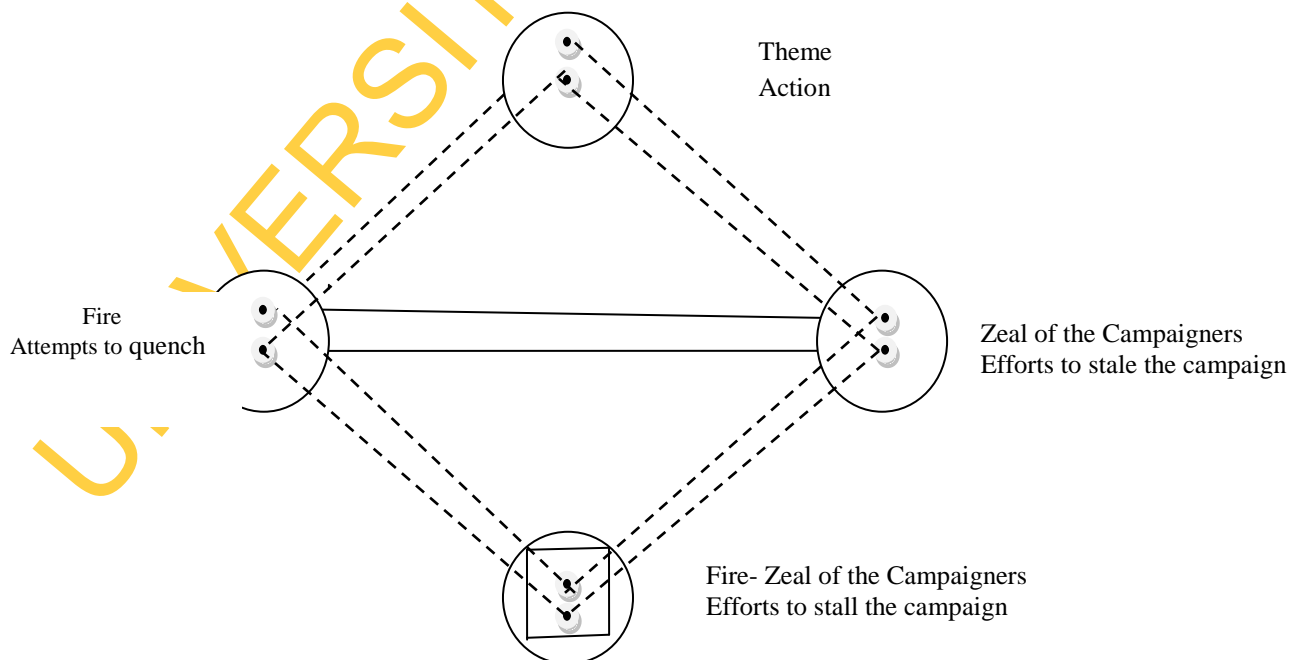 Theme
Action
Fire
Attempts to quench
Zeal of the Campaigners
Efforts to stale the campaign
Fire- Zeal of the Campaigners
Efforts to stall the campaign